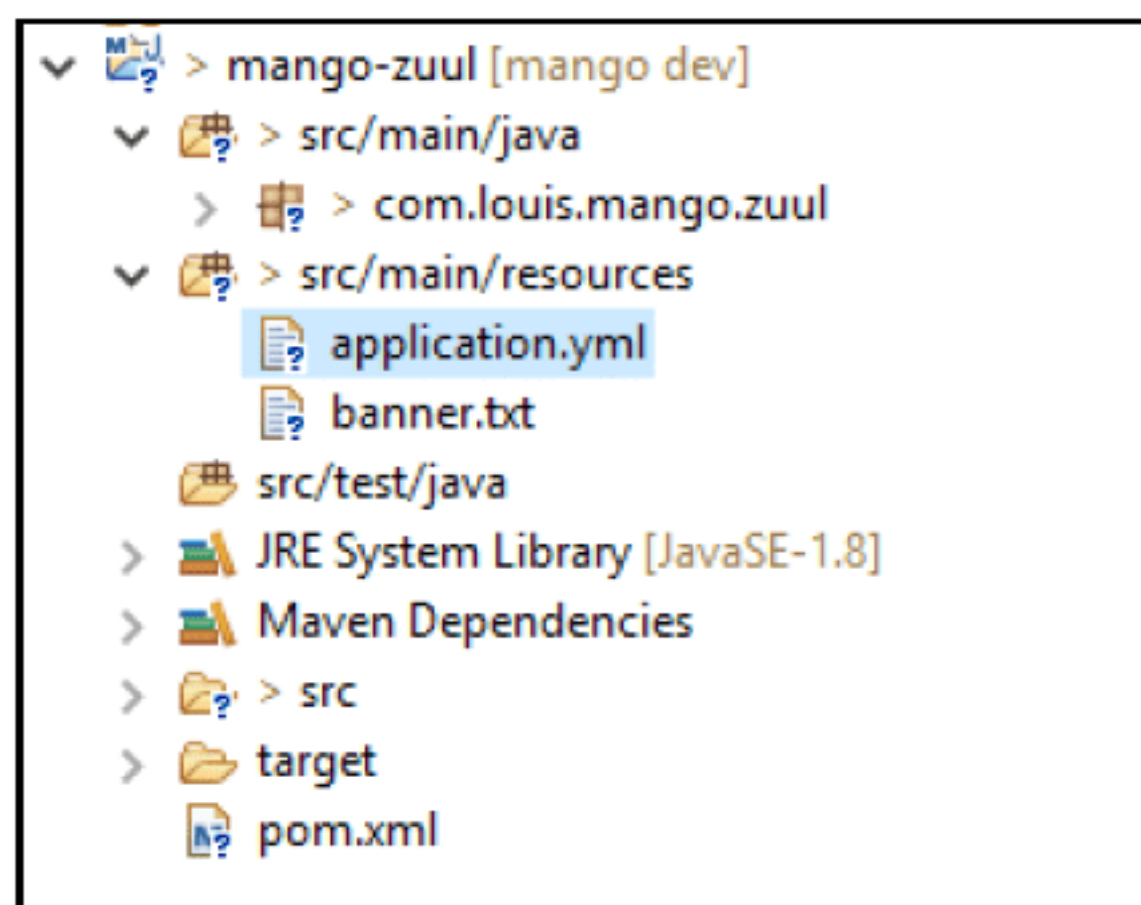 > mango-zuul [mango dev]
> src/main/java
> com.louis.mango.zuul
> src/main/resources
application.yml
banner.txt
src/test/java
JRE System Library [JavaSE-1.8]
Maven Dependencies
> src
target
pom.xml